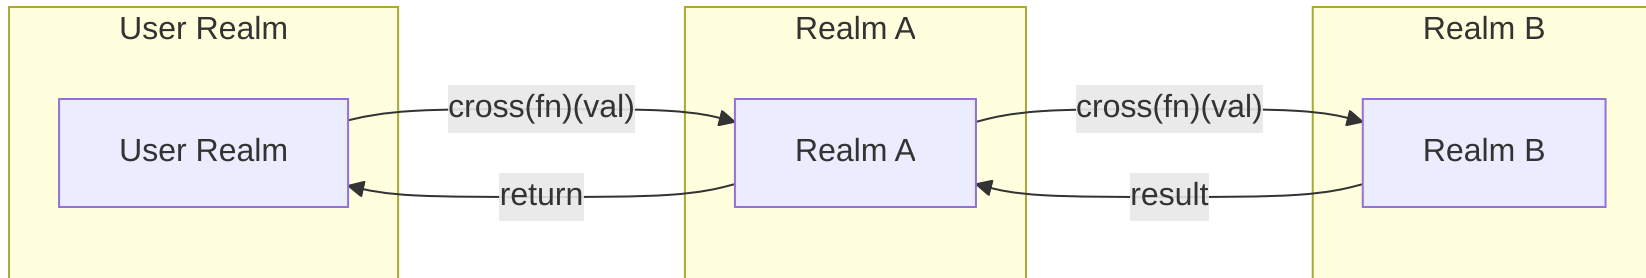 User Realm
Realm A
Realm B
cross(fn)(val)
cross(fn)(val)
User Realm
Realm A
Realm B
return
result